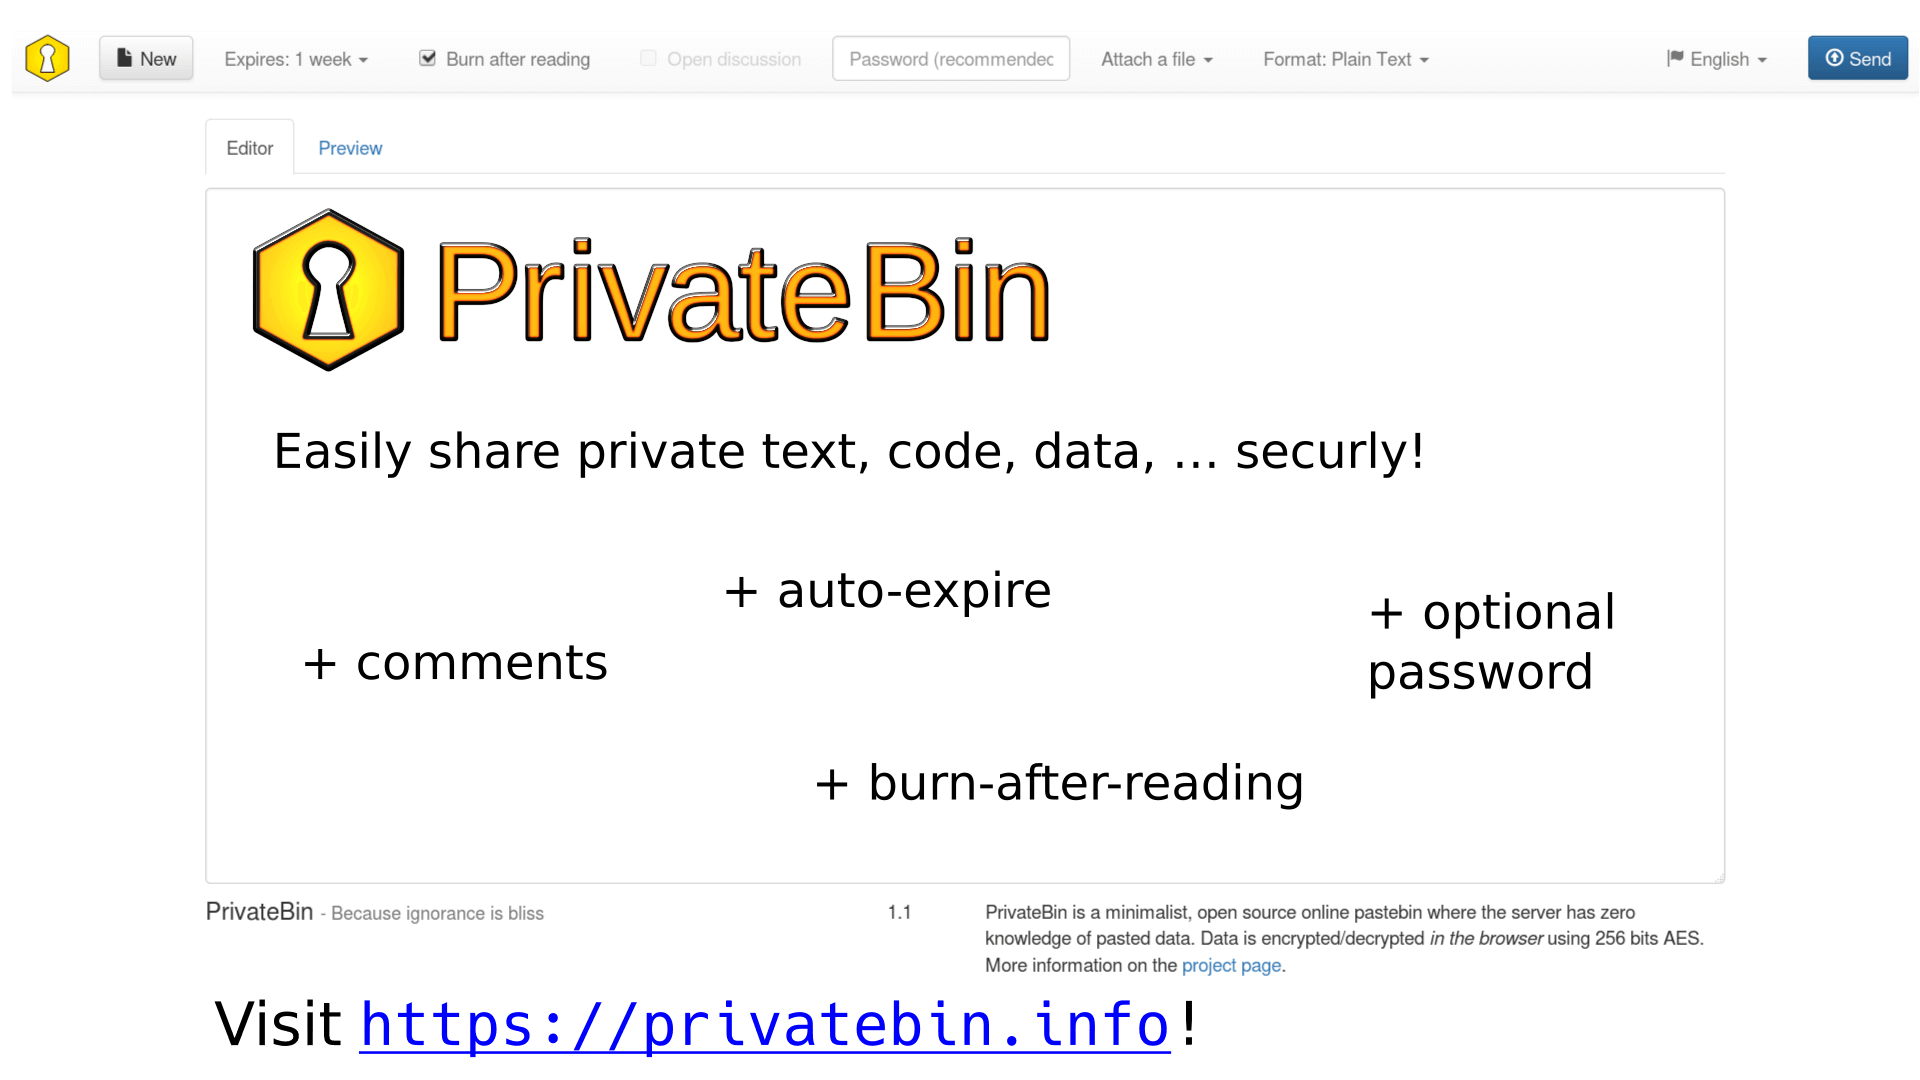 New Expires: 1 week Burn after reading Open discussion Password (recommended Attach a file Format: Plain Text English Send
Editor Preview
PrivateBin
Easily share private text, code, data, ... securly!
+ auto-expire
+ optional
password
+ comments
+ burn-after-reading
PrivateBin - Because ignorance is bliss
1.1
PrivateBin is a minimalist, open source online pastebin where the server has zero
knowledge of pasted data. Data is encrypted/decrypted in the browser using 256 bits AES.
More information on the project page.
Visit https://privatebin.info!